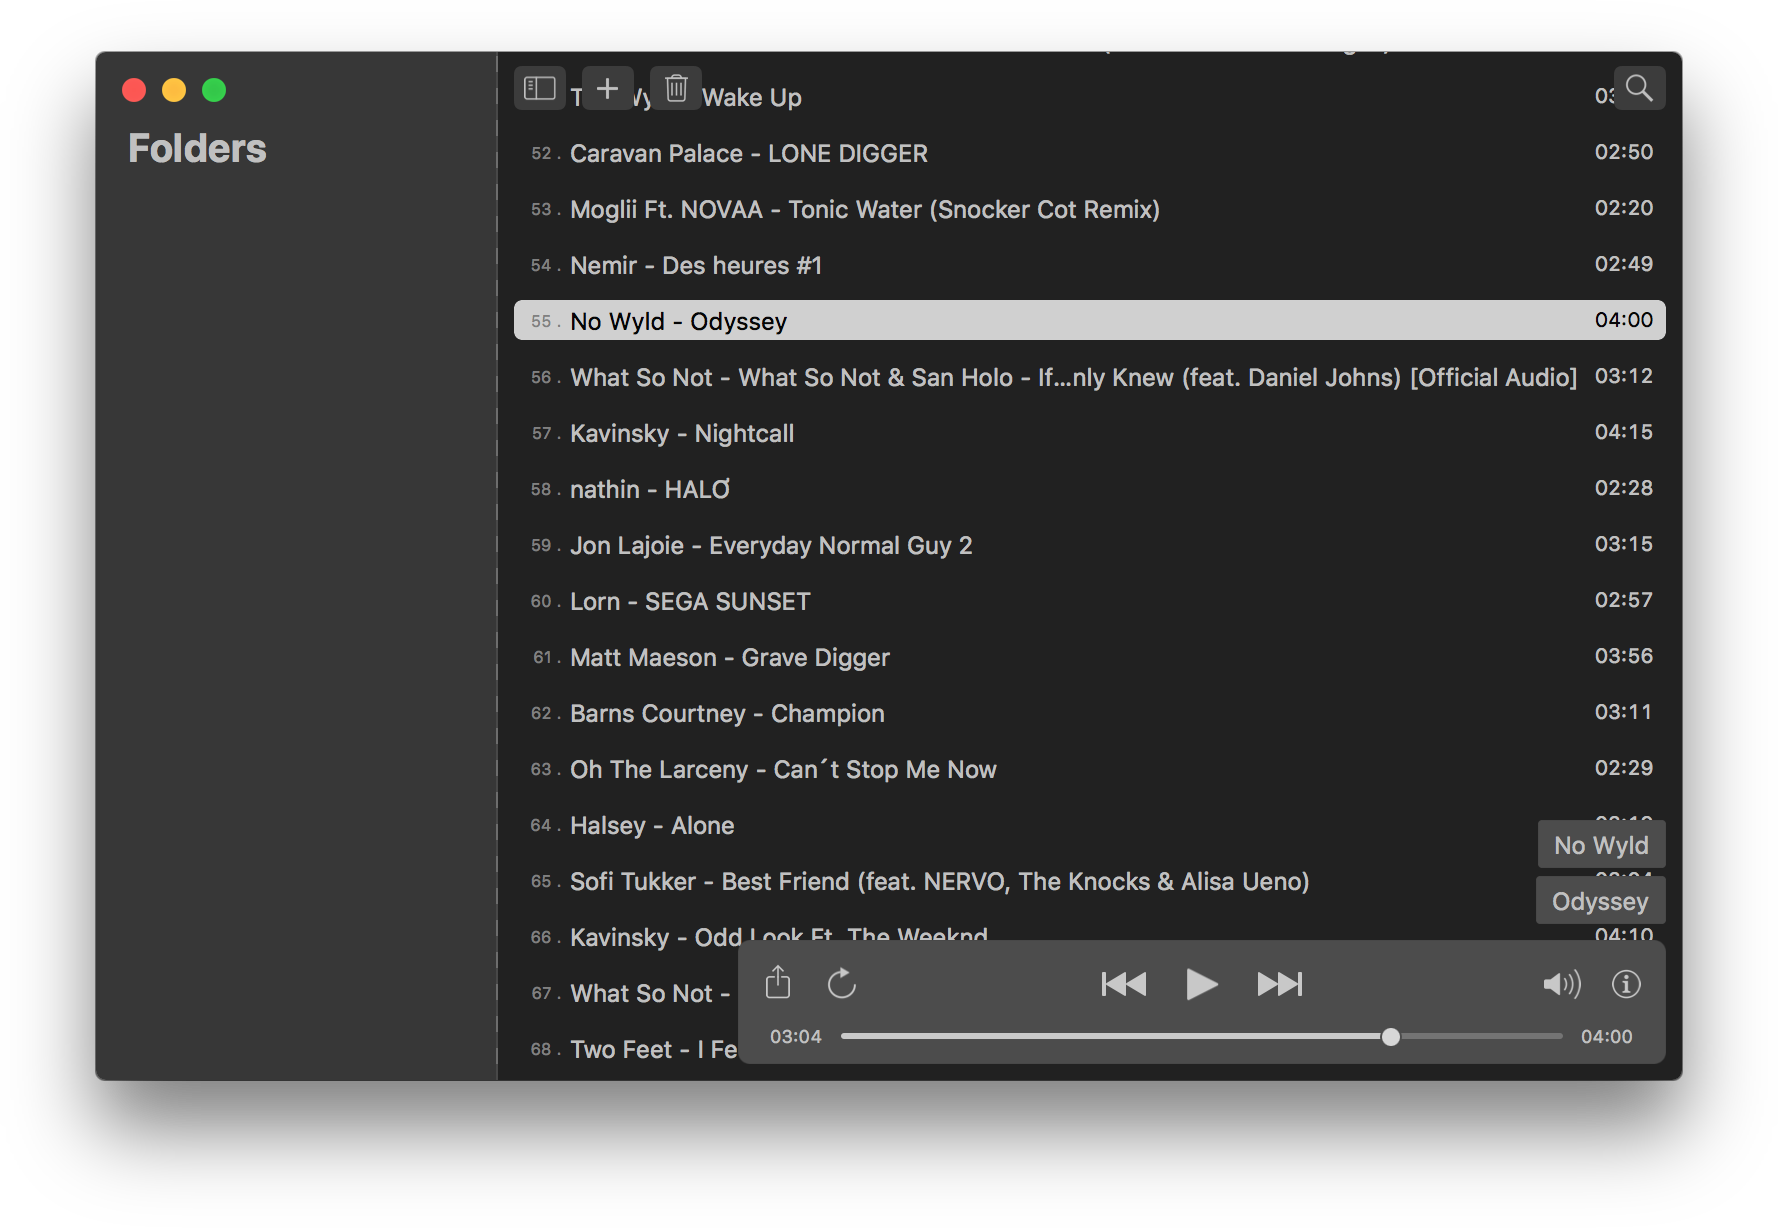 Folders
Wake Up
52 . Caravan Palace - LONE DIGGER 02:50
53 . Moglii Ft. NOVAA - Tonic Water (Snocker Cot Remix) 02:20
54 . Nemir - Des heures #1 02:49
55 . No Wyld - Odyssey 04:00
56 . What So Not - What So Not & San Holo - If...nly Knew (feat. Daniel Johns) [Official Audio] 03:12
57 . Kavinsky - Nightcall 04:15
58 . nathin - HALƠ 02:28
59 . Jon Lajoie - Everyday Normal Guy 2 03:15
60 . Lorn - SEGA SUNSET 02:57
61 . Matt Maeson - Grave Digger 03:56
62 . Barns Courtney - Champion 03:11
63 . Oh The Larceny - Can´t Stop Me Now 02:29
64 . Halsey - Alone
No Wyld
65 . Sofi Tukker - Best Friend (feat. NERVO, The Knocks & Alisa Ueno)
Odyssey
66 . Kavinsky - Odd Look Ft. The Weeknd 04:10
67 . What So Not -
68 . Two Feet - I Fe
03:04 04:00